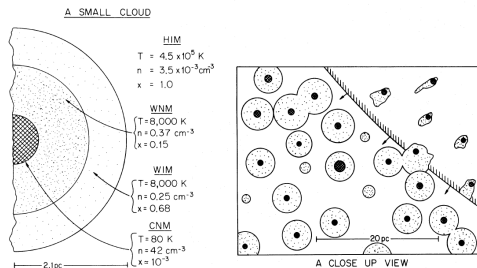 A SMALL CLOUD
HIM
T = 4.5 x 10⁵ K
n = 3.5 x 10⁻³ cm⁻³
x = 1.0
WNM
T = 8,000 K
n = 0.37 cm⁻³
x = 0.15
WIM
T = 8,000 K
n = 0.25 cm⁻³
x = 0.68
CNM
T = 80 K
n = 42 cm⁻³
x = 10⁻³
2.1 pc
20 pc
A CLOSE UP VIEW